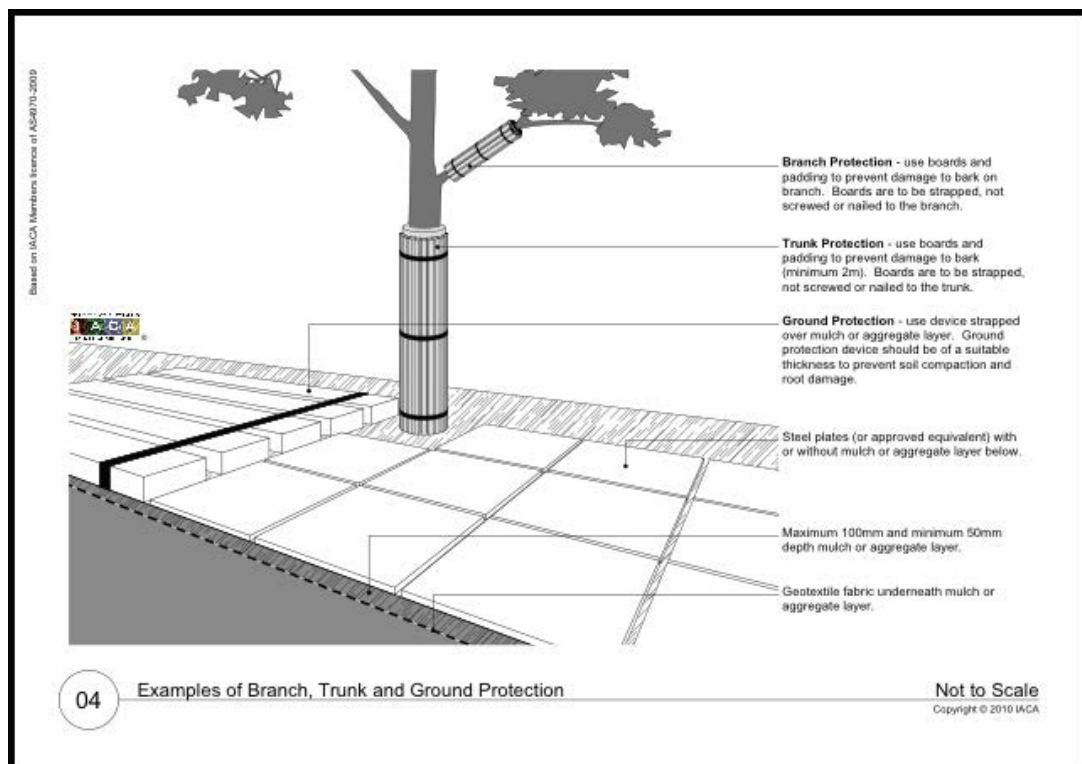 Based on IACA Members licence of AS4970-2009
Branch Protection - use boards and
padding to prevent damage to bark on
branch. Boards are to be strapped, not
screwed or nailed to the branch.
Trunk Protection - use boards and
padding to prevent damage to bark
(minimum 2m). Boards are to be strapped,
not screwed or nailed to the trunk.
IACA
®
Ground Protection - use device strapped
over mulch or aggregate layer. Ground
protection device should be of a suitable
thickness to prevent soil compaction and
root damage.
Steel plates (or approved equivalent) with
or without mulch or aggregate layer below.
Maximum 100mm and minimum 50mm
depth mulch or aggregate layer.
Geotextile fabric underneath mulch or
aggregate layer.
04
Examples of Branch, Trunk and Ground Protection
Not to Scale
Copyright © 2010 IACA